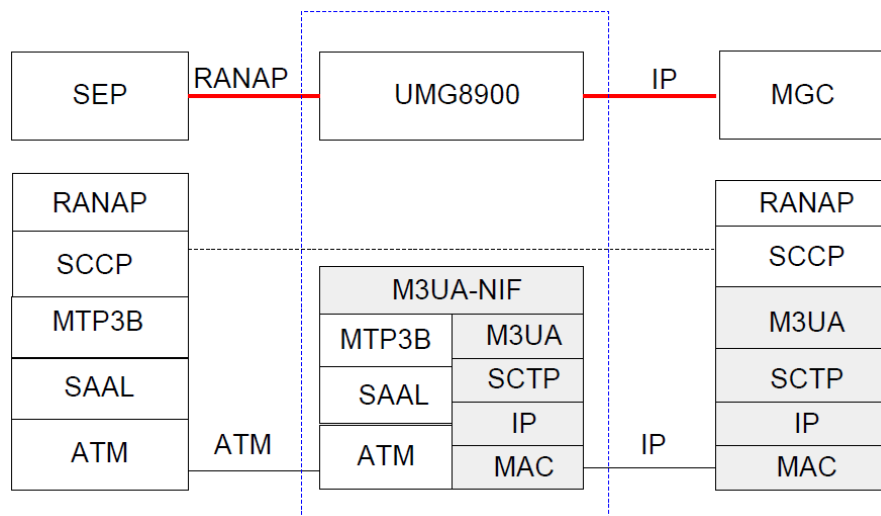 SEP
RANAP
UMG8900
IP
MGC
RANAP
SCCP
MTP3B
SAAL
ATM
ATM
M3UA-NIF
MTP3B
SAAL
ATM
M3UA
SCTP
IP
MAC
IP
RANAP
SCCP
M3UA
SCTP
IP
MAC